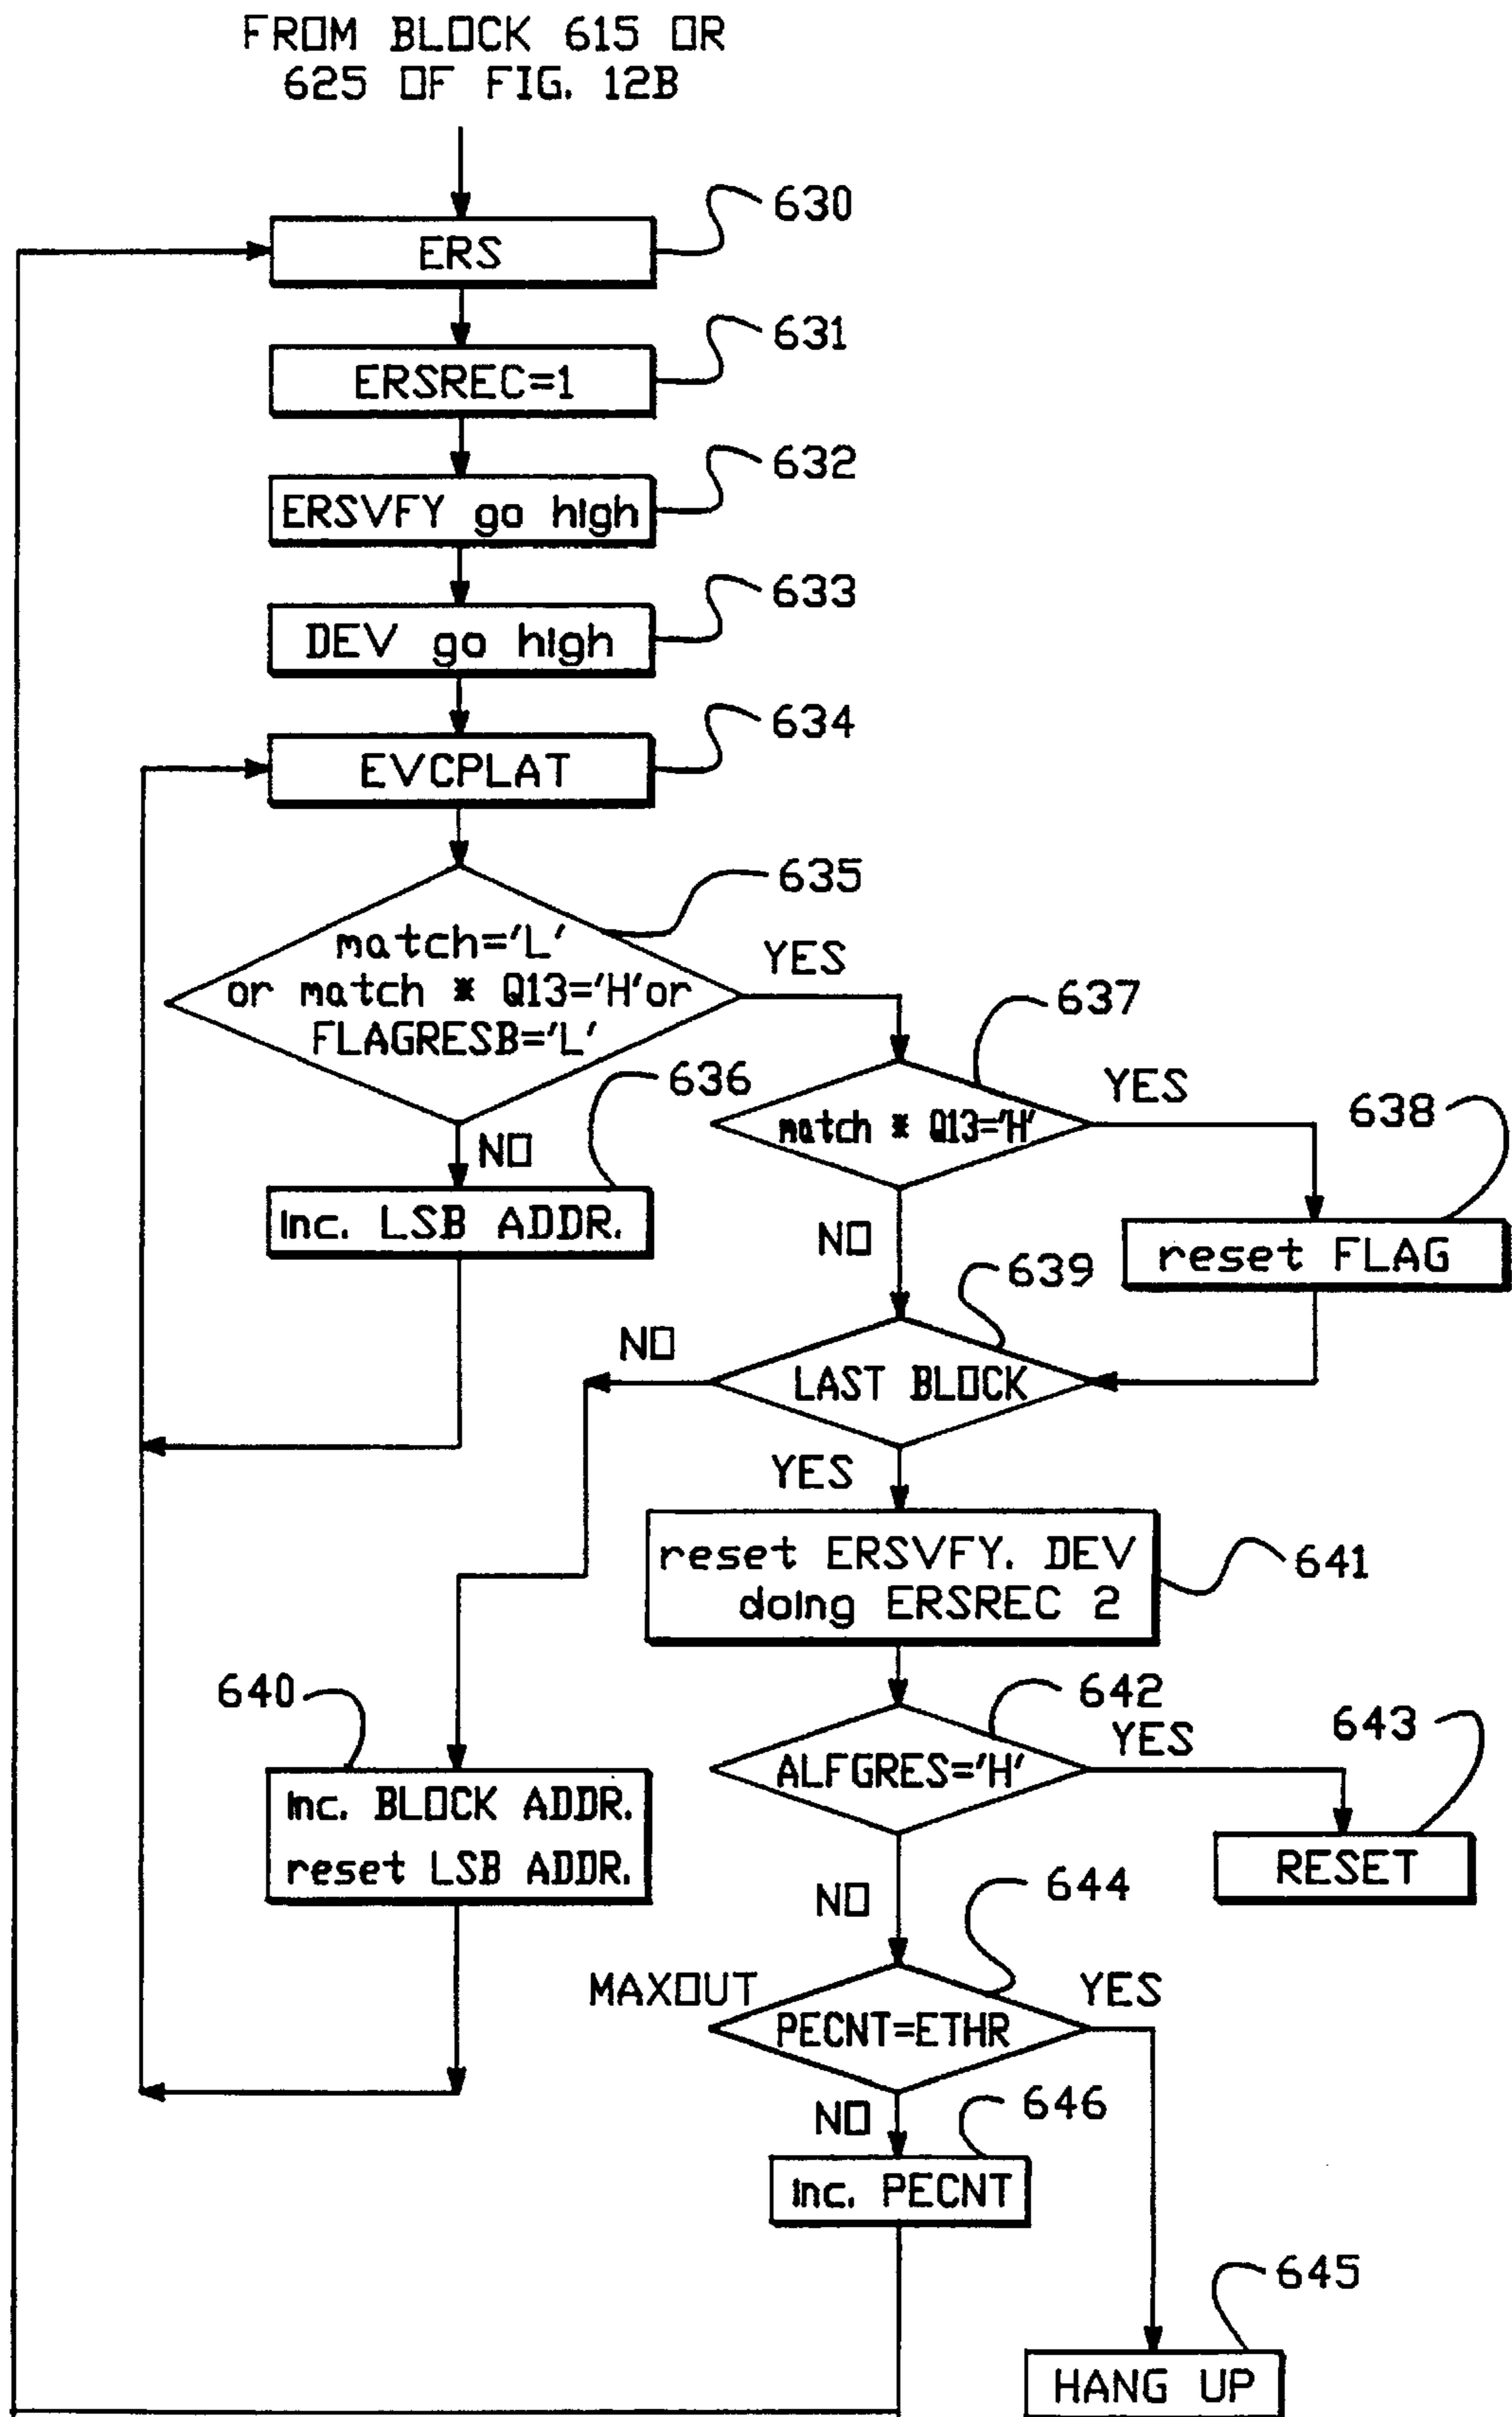 FROM BLOCK 615 OR
625 OF FIG. 12B
630
ERS
631
ERSREC=1
632
ERSVFY go high
633
DEV go high
634
EVCPLAT
635
match='L'
or match * Q13='H'or
FLAGRESB='L'
YES
637
636
match * Q13='H'
YES
638
NO
Inc. LSB ADDR.
NO
reset FLAG
639
NO
LAST BLOCK
YES
reset ERSVFY. DEV
doing ERSREC 2
641
640
642
ALFGRES='H'
YES
643
Inc. BLOCK ADDR.
reset LSB ADDR.
RESET
NO
644
MAXOUT
PECNT=ETHR
YES
NO
646
Inc. PECNT
645
HANG UP